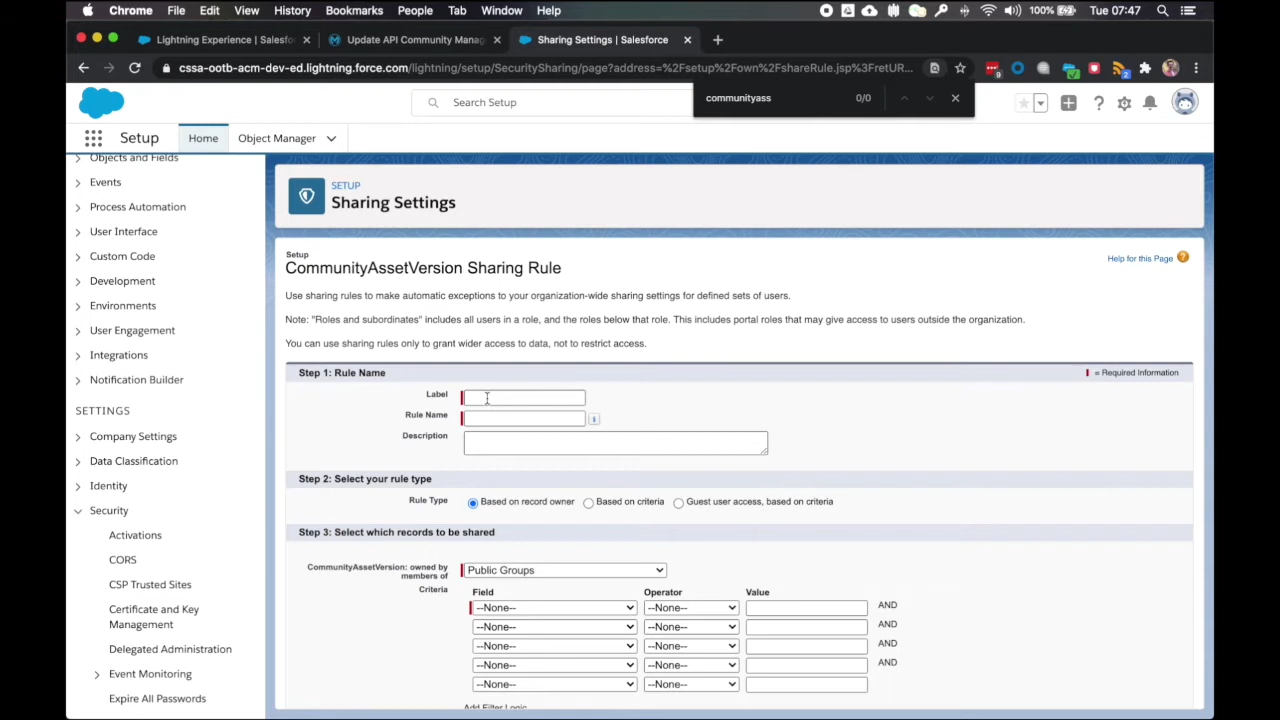 Chrome File Edit View History Bookmarks People Tab Window Help 100% Tue 07:47
Lightning Experience | Salesfo
Update API Community Mana
Sharing Settings | Salesforce
cssa-ootb-acm-dev-ed.lightning.force.com/lightning/setup/SecuritySharing/page?address=%2Fsetup%2Fown%2FshareRule.jsp%3FretUR...
communityass 0/0
Search Setup
Setup Home Object Manager
Objects and Fields
Events
Process Automation
User Interface
Custom Code
Development
Environments
User Engagement
Integrations
Notification Builder
SETTINGS
Company Settings
Data Classification
Identity
Security
Activations
CORS
CSP Trusted Sites
Certificate and Key
Management
Delegated Administration
Event Monitoring
Expire All Passwords
SETUP
Sharing Settings
Setup
CommunityAssetVersion Sharing Rule
Help for this Page
Use sharing rules to make automatic exceptions to your organization-wide sharing settings for defined sets of users.
Note: "Roles and subordinates" includes all users in a role, and the roles below that role. This includes portal roles that may give access to users outside the organization.
You can use sharing rules only to grant wider access to data, not to restrict access.
Step 1: Rule Name
= Required Information
Label
Rule Name
Description
Step 2: Select your rule type
Rule Type Based on record owner Based on criteria Guest user access, based on criteria
Step 3: Select which records to be shared
CommunityAssetVersion: owned by
members of
Public Groups
Criteria
Field Operator Value
--None-- --None-- AND
--None-- --None-- AND
--None-- --None-- AND
--None-- --None-- AND
--None-- --None--
Add Filter Logic